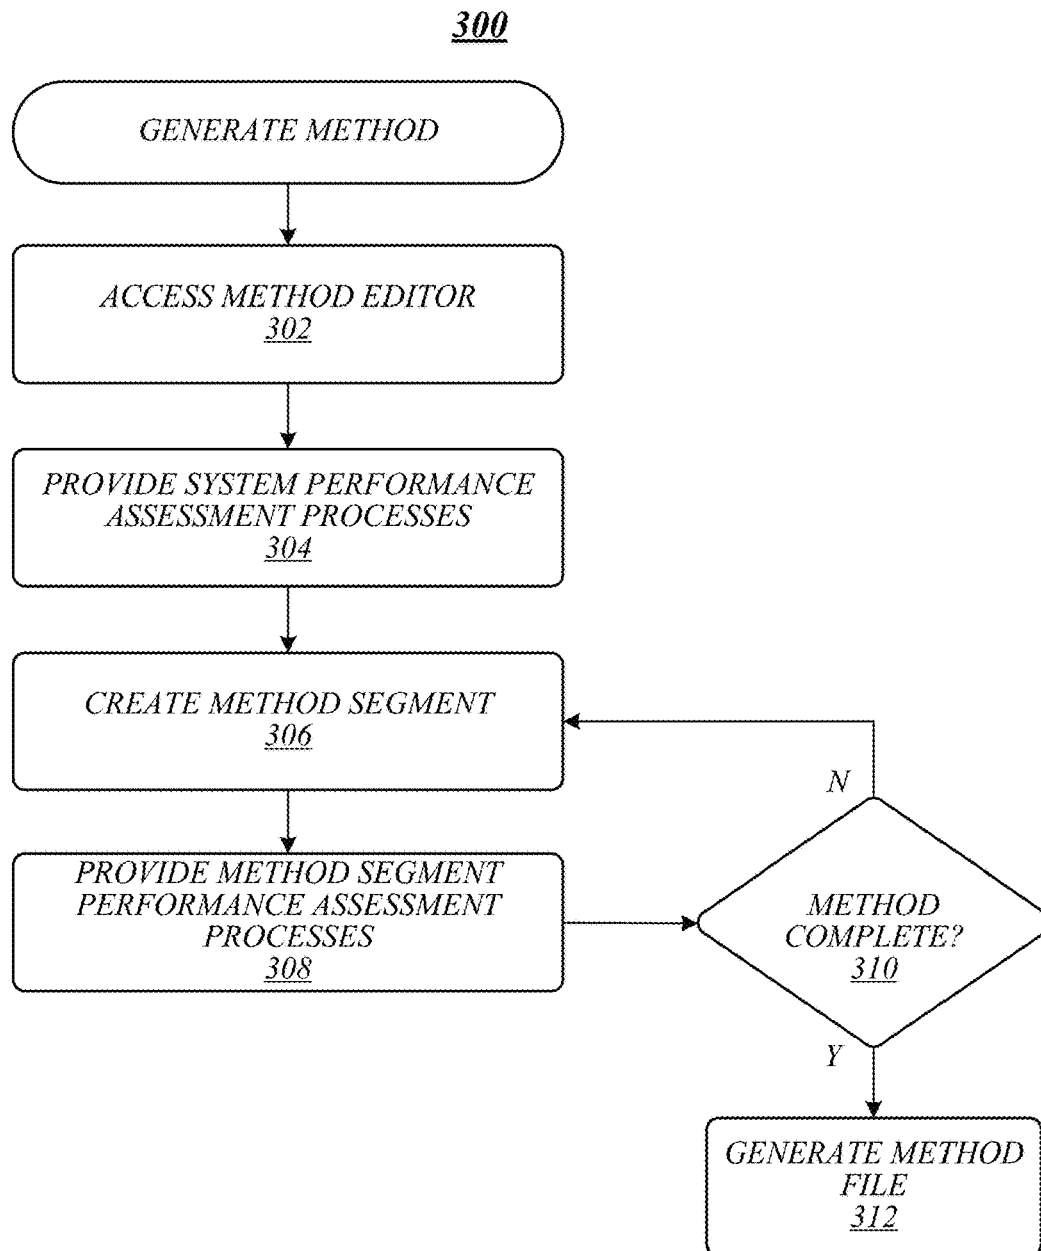 300
GENERATE METHOD
ACCESS METHOD EDITOR
302
PROVIDE SYSTEM PERFORMANCE
ASSESSMENT PROCESSES
304
CREATE METHOD SEGMENT
306
PROVIDE METHOD SEGMENT
PERFORMANCE ASSESSMENT
PROCESSES
308
N
METHOD
COMPLETE?
310
Y
GENERATE METHOD
FILE
312